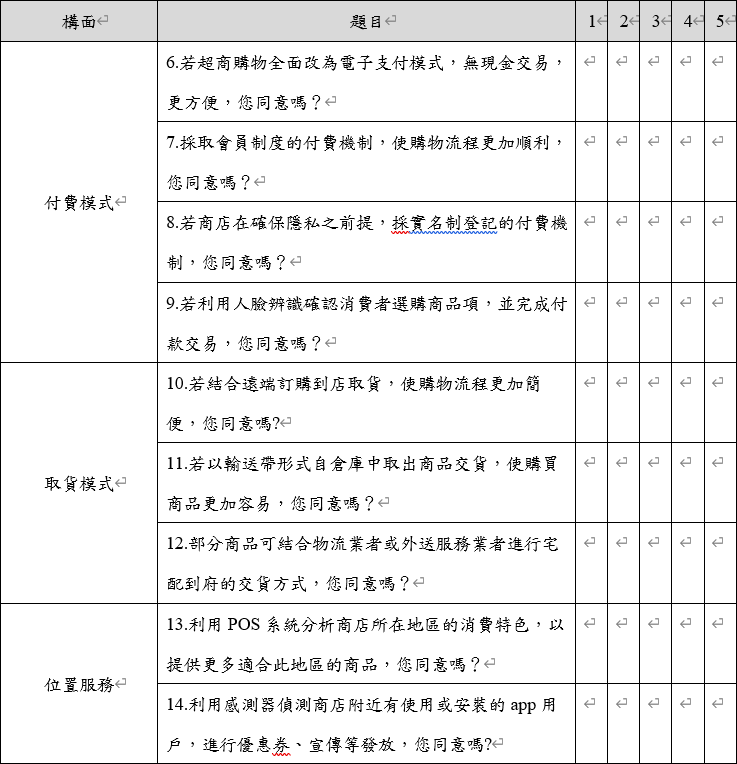 構面 題目 1 2 3 4 5
付費模式
6.若超商購物全面改為電子支付模式，無現金交易，
更方便，您同意嗎？
7.採取會員制度的付費機制，使購物流程更加順利，
您同意嗎？
8.若商店在確保隱私之前提，採實名制登記的付費機
制，您同意嗎？
9.若利用人臉辨識確認消費者選購商品項，並完成付
款交易，您同意嗎？
取貨模式
10.若結合遠端訂購到店取貨，使購物流程更加簡
便，您同意嗎?
11.若以輸送帶形式自倉庫中取出商品交貨，使購買
商品更加容易，您同意嗎？
12.部分商品可結合物流業者或外送服務業者進行宅
配到府的交貨方式，您同意嗎？
位置服務
13.利用 POS 系統分析商店所在地區的消費特色，以
提供更多適合此地區的商品，您同意嗎？
14.利用感測器偵測商店附近有使用或安裝的 app 用
戶，進行優惠券、宣傳等發放，您同意嗎?